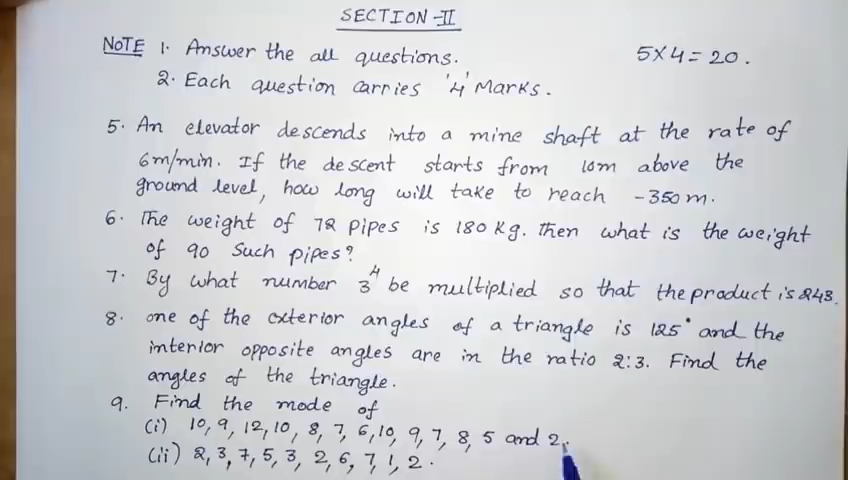 SECTION-II
NOTE 1. Answer the all questions. 5×4=20.
2. Each question carries '4' Marks.
5. An elevator descends into a mine shaft at the rate of
6m/min. If the descent starts from 10m above the
ground level, how long will take to reach -350m.
6. The weight of 72 pipes is 180 Kg. Then what is the weight
of 90 Such pipes?
7. By what number 3⁴ be multiplied so that the product is 243.
8. one of the exterior angles of a triangle is 125° and the
interior opposite angles are in the ratio 2:3. Find the
angles of the triangle.
9. Find the mode of
(i) 10, 9, 12, 10, 8, 7, 6, 10, 9, 7, 8, 5 and 2.
(ii) 2, 3, 7, 5, 3, 2, 6, 7, 1, 2.